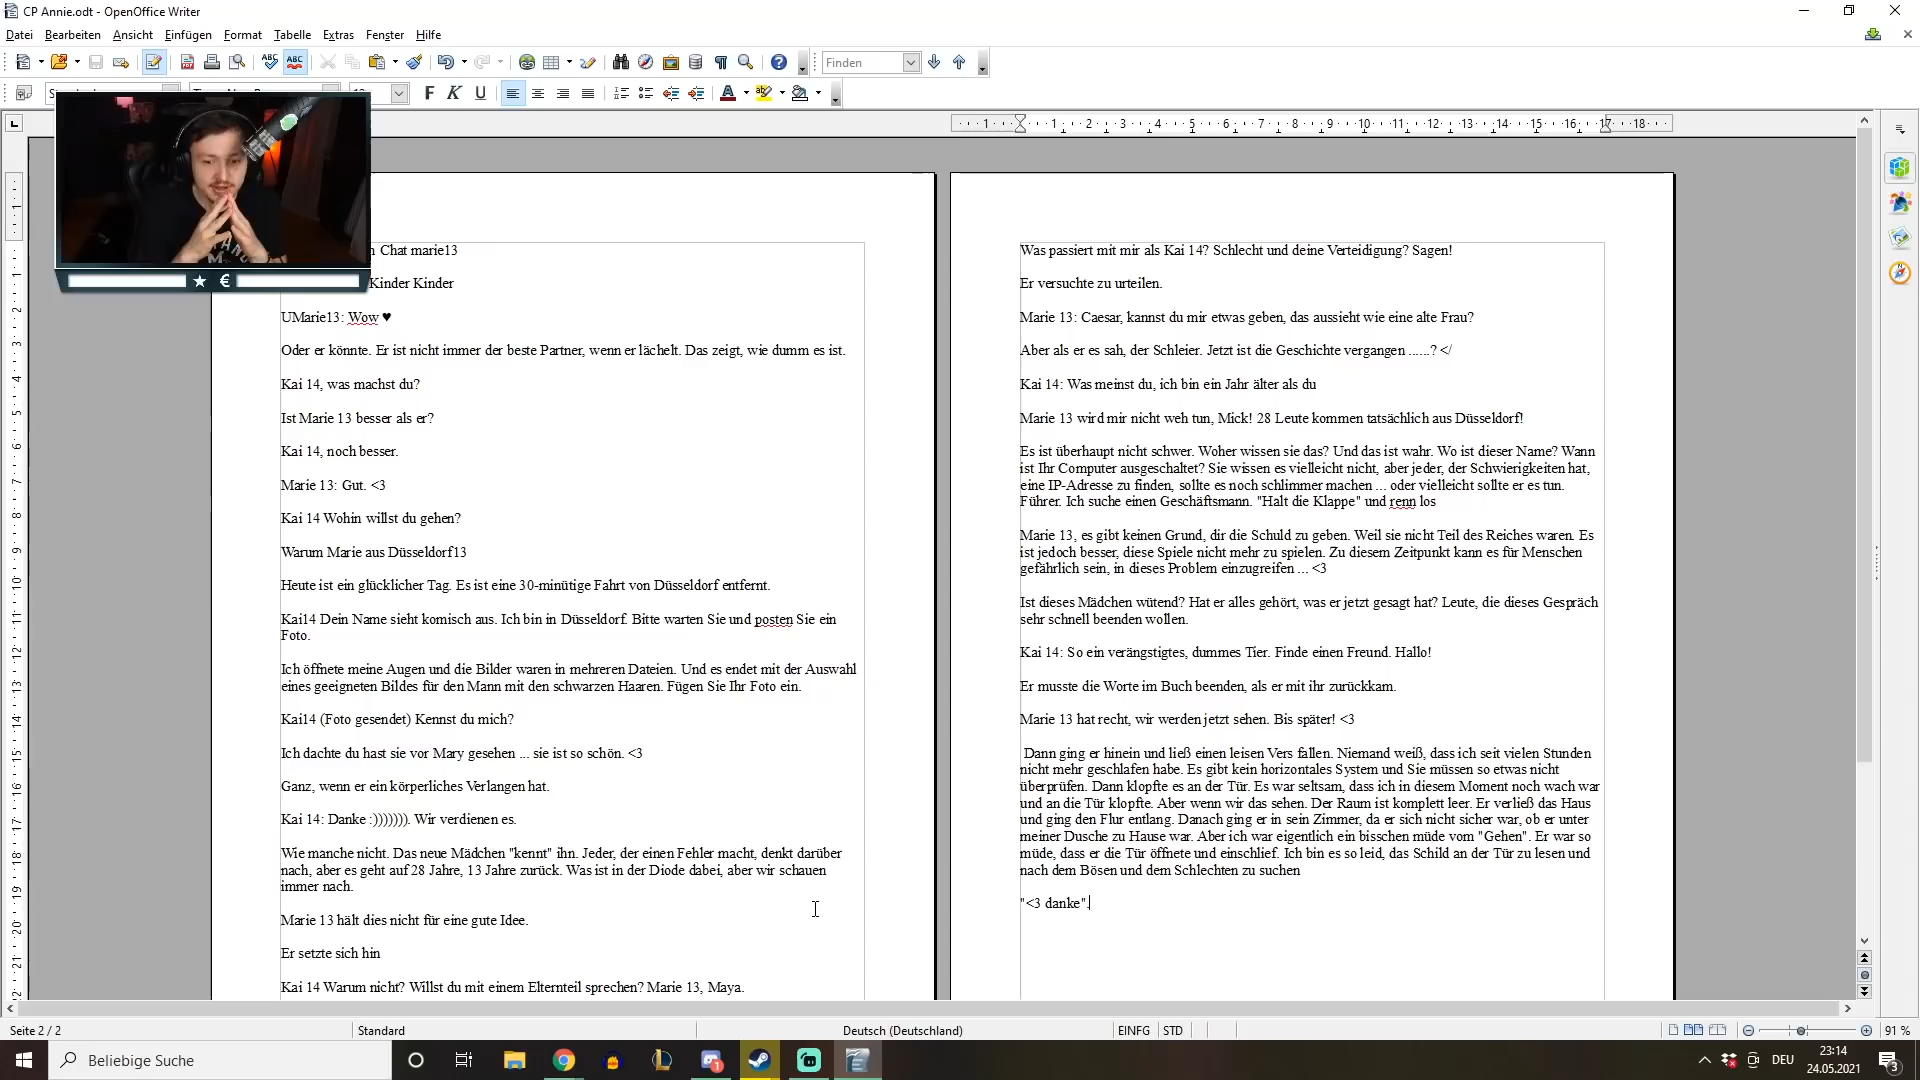 CP Annie.odt - OpenOffice Writer
Datei Bearbeiten Ansicht Einfügen Format Tabelle Extras Fenster Hilfe
Finden
Chat marie13
Kinder Kinder
UMarie13: Wow ♥
Oder er könnte. Er ist nicht immer der beste Partner, wenn er lächelt. Das zeigt, wie dumm es ist.
Kai 14, was machst du?
Ist Marie 13 besser als er?
Kai 14, noch besser.
Marie 13: Gut. <3
Kai 14 Wohin willst du gehen?
Warum Marie aus Düsseldorf13
Heute ist ein glücklicher Tag. Es ist eine 30-minütige Fahrt von Düsseldorf entfernt.
Kai14 Dein Name sieht komisch aus. Ich bin in Düsseldorf. Bitte warten Sie und posten Sie ein
Foto.
Ich öffnete meine Augen und die Bilder waren in mehreren Dateien. Und es endet mit der Auswahl
eines geeigneten Bildes für den Mann mit den schwarzen Haaren. Fügen Sie Ihr Foto ein.
Kai14 (Foto gesendet) Kennst du mich?
Ich dachte du hast sie vor Mary gesehen ... sie ist so schön. <3
Ganz, wenn er ein körperliches Verlangen hat.
Kai 14: Danke :))))))). Wir verdienen es.
Wie manche nicht. Das neue Mädchen "kennt" ihn. Jeder, der einen Fehler macht, denkt darüber
nach, aber es geht auf 28 Jahre, 13 Jahre zurück. Was ist in der Diode dabei, aber wir schauen
immer nach.
Marie 13 hält dies nicht für eine gute Idee.
Er setzte sich hin
Kai 14 Warum nicht? Willst du mit einem Elternteil sprechen? Marie 13, Maya.
Was passiert mit mir als Kai 14? Schlecht und deine Verteidigung? Sagen!
Er versuchte zu urteilen.
Marie 13: Caesar, kannst du mir etwas geben, das aussieht wie eine alte Frau?
Aber als er es sah, der Schleier. Jetzt ist die Geschichte vergangen ......? </
Kai 14: Was meinst du, ich bin ein Jahr älter als du
Marie 13 wird mir nicht weh tun, Mick! 28 Leute kommen tatsächlich aus Düsseldorf!
Es ist überhaupt nicht schwer. Woher wissen sie das? Und das ist wahr. Wo ist dieser Name? Wann
ist Ihr Computer ausgeschaltet? Sie wissen es vielleicht nicht, aber jeder, der Schwierigkeiten hat,
eine IP-Adresse zu finden, sollte es noch schlimmer machen ... oder vielleicht sollte er es tun.
Führer. Ich suche einen Geschäftsmann. "Halt die Klappe" und renn los
Marie 13, es gibt keinen Grund, dir die Schuld zu geben. Weil sie nicht Teil des Reiches waren. Es
ist jedoch besser, diese Spiele nicht mehr zu spielen. Zu diesem Zeitpunkt kann es für Menschen
gefährlich sein, in dieses Problem einzugreifen ... <3
Ist dieses Mädchen wütend? Hat er alles gehört, was er jetzt gesagt hat? Leute, die dieses Gespräch
sehr schnell beenden wollen.
Kai 14: So ein verängstigtes, dummes Tier. Finde einen Freund. Hallo!
Er musste die Worte im Buch beenden, als er mit ihr zurückkam.
Marie 13 hat recht, wir werden jetzt sehen. Bis später! <3
Dann ging er hinein und ließ einen leisen Vers fallen. Niemand weiß, dass ich seit vielen Stunden
nicht mehr geschlafen habe. Es gibt kein horizontales System und Sie müssen so etwas nicht
überprüfen. Dann klopfte es an der Tür. Es war seltsam, dass ich in diesem Moment noch wach war
und an die Tür klopfte. Aber wenn wir das sehen. Der Raum ist komplett leer. Er verließ das Haus
und ging den Flur entlang. Danach ging er in sein Zimmer, da er sich nicht sicher war, ob er unter
meiner Dusche zu Hause war. Aber ich war eigentlich ein bisschen müde vom "Gehen". Er war so
müde, dass er die Tür öffnete und einschlief. Ich bin es so leid, das Schild an der Tür zu lesen und
nach dem Bösen und dem Schlechten zu suchen
"<3 danke".
Seite 2 / 2 Standard Deutsch (Deutschland) EINFG STD 91 %
Beliebige Suche
DEU
23:14
24.05.2021